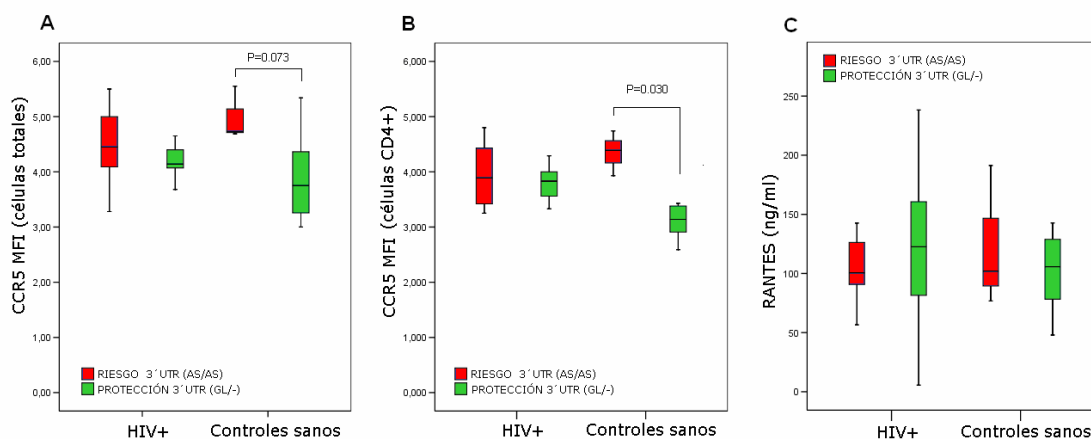 A
CCR5 MFI (células totales)
6,00
5,00
4,00
3,00
2,00
1,00
0,00
P=0.073
RIESGO 3´UTR (AS/AS)
PROTECCIÓN 3´UTR (GL/-)
HIV+ Controles sanos
B
CCR5 MFI (células CD4+)
6,000
5,000
4,000
3,000
2,000
1,000
0,000
P=0.030
RIESGO 3´UTR (AS/AS)
PROTECCIÓN 3´UTR (GL/-)
HIV+ Controles sanos
C
RANTES (ng/ml)
RIESGO 3´UTR (AS/AS)
PROTECCIÓN 3´UTR (GL/-)
250
200
150
100
50
0
HIV+ Controles sanos